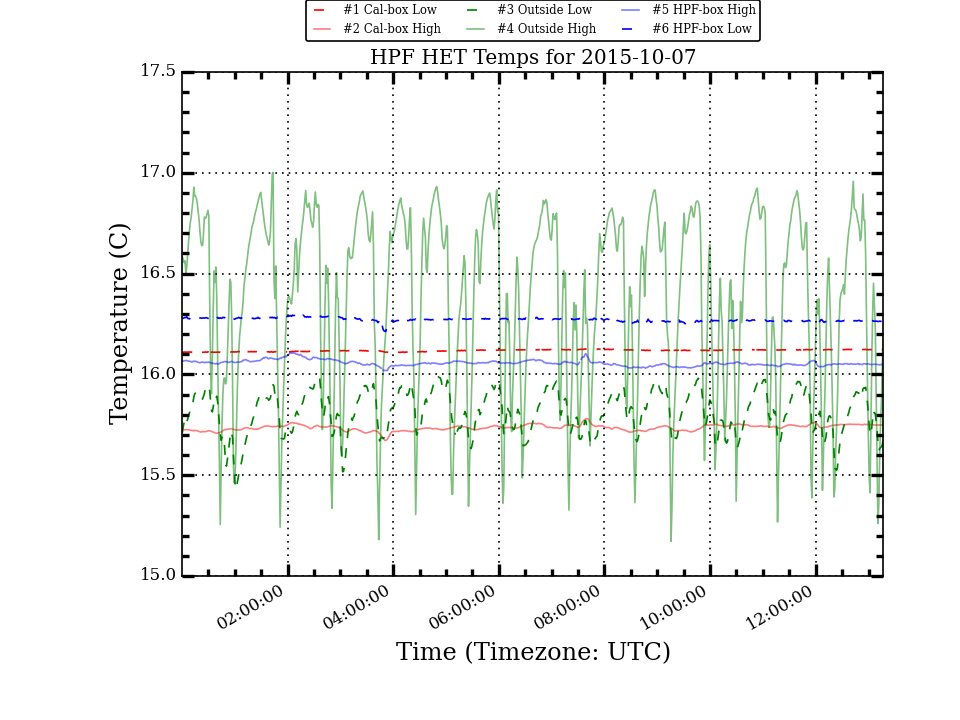 #1 Cal-box Low #3 Outside Low #5 HPF-box High
#2 Cal-box High #4 Outside High #6 HPF-box Low
HPF HET Temps for 2015-10-07
17.5
17.0
16.5
16.0
15.5
15.0
Temperature (C)
02:00:00 04:00:00 06:00:00 08:00:00 10:00:00 12:00:00
Time (Timezone: UTC)